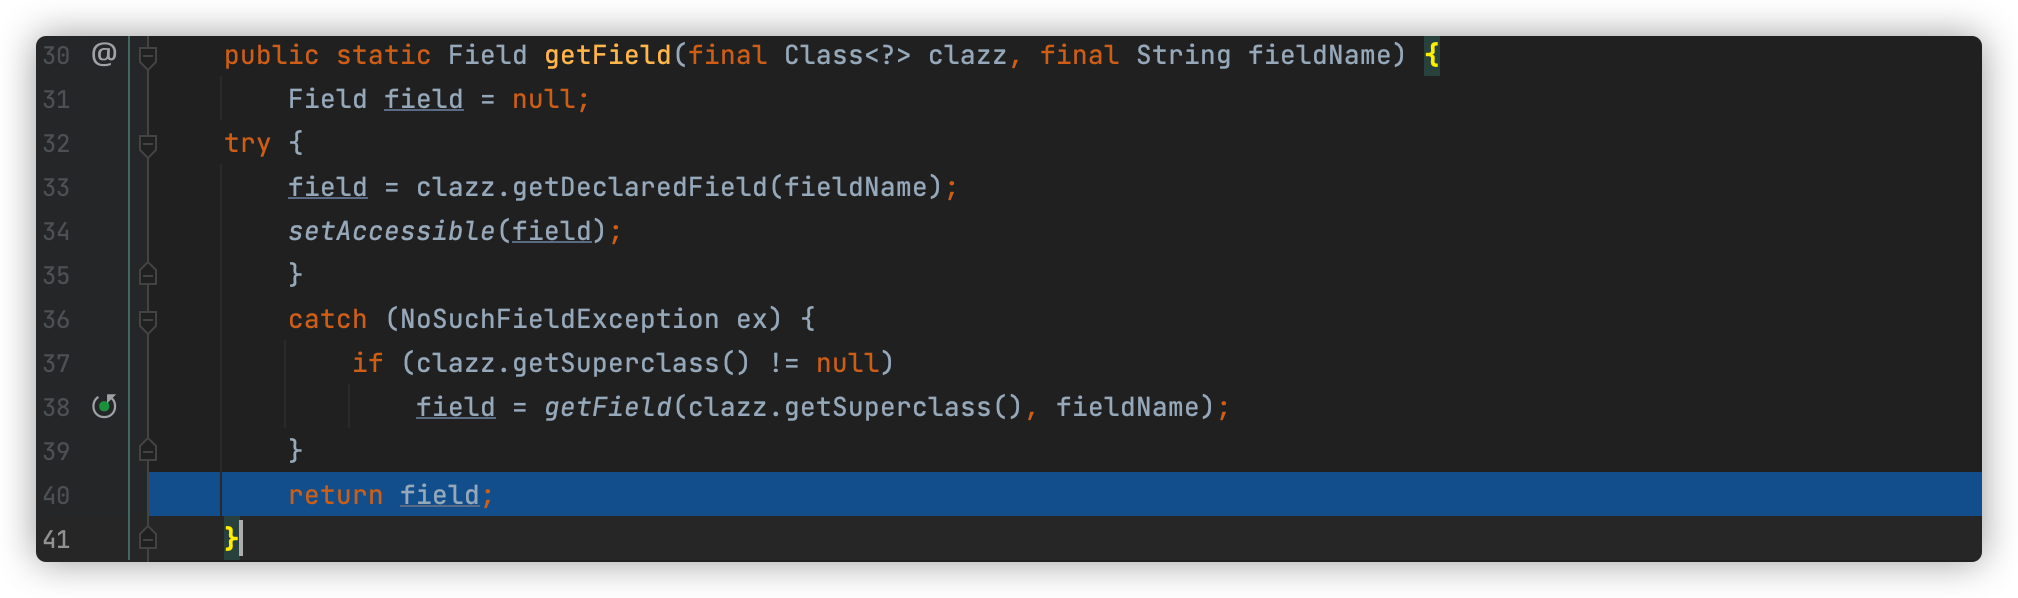 30 @ public static Field getField(final Class<?> clazz, final String fieldName) {
31 Field field = null;
32 try {
33 field = clazz.getDeclaredField(fieldName);
34 setAccessible(field);
35 }
36 catch (NoSuchFieldException ex) {
37 if (clazz.getSuperclass() != null)
38 field = getField(clazz.getSuperclass(), fieldName);
39 }
40 return field;
41 }